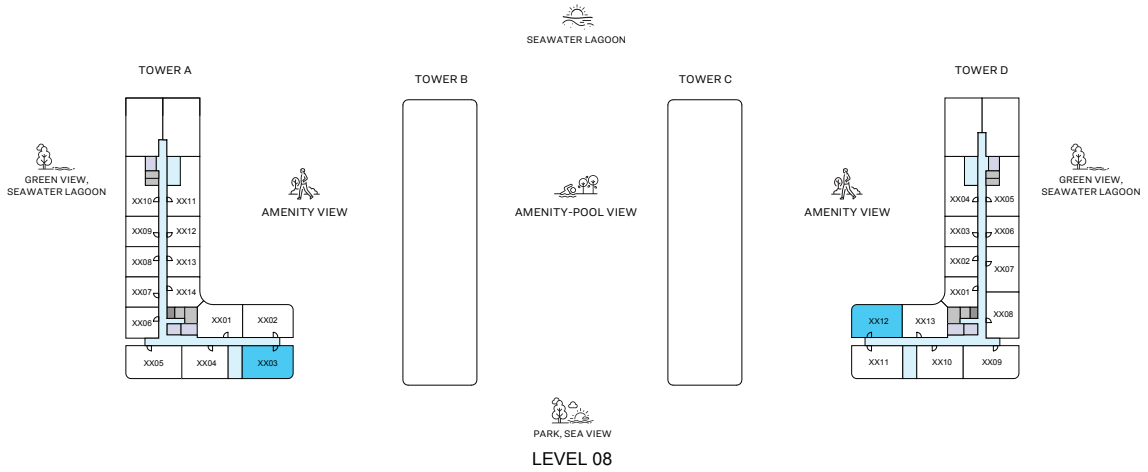 SEAWATER LAGOON
TOWER A
TOWER B
TOWER C
TOWER D
GREEN VIEW,
SEAWATER LAGOON
AMENITY VIEW
AMENITY-POOL VIEW
AMENITY VIEW
GREEN VIEW,
SEAWATER LAGOON
XX10 XX11
XX09 XX12
XX08 XX13
XX07 XX14
XX06 XX01 XX02
XX05 XX04 XX03
XX04 XX05
XX03 XX06
XX02 XX07
XX01
XX12 XX13 XX08
XX11 XX10 XX09
PARK, SEA VIEW
LEVEL 08